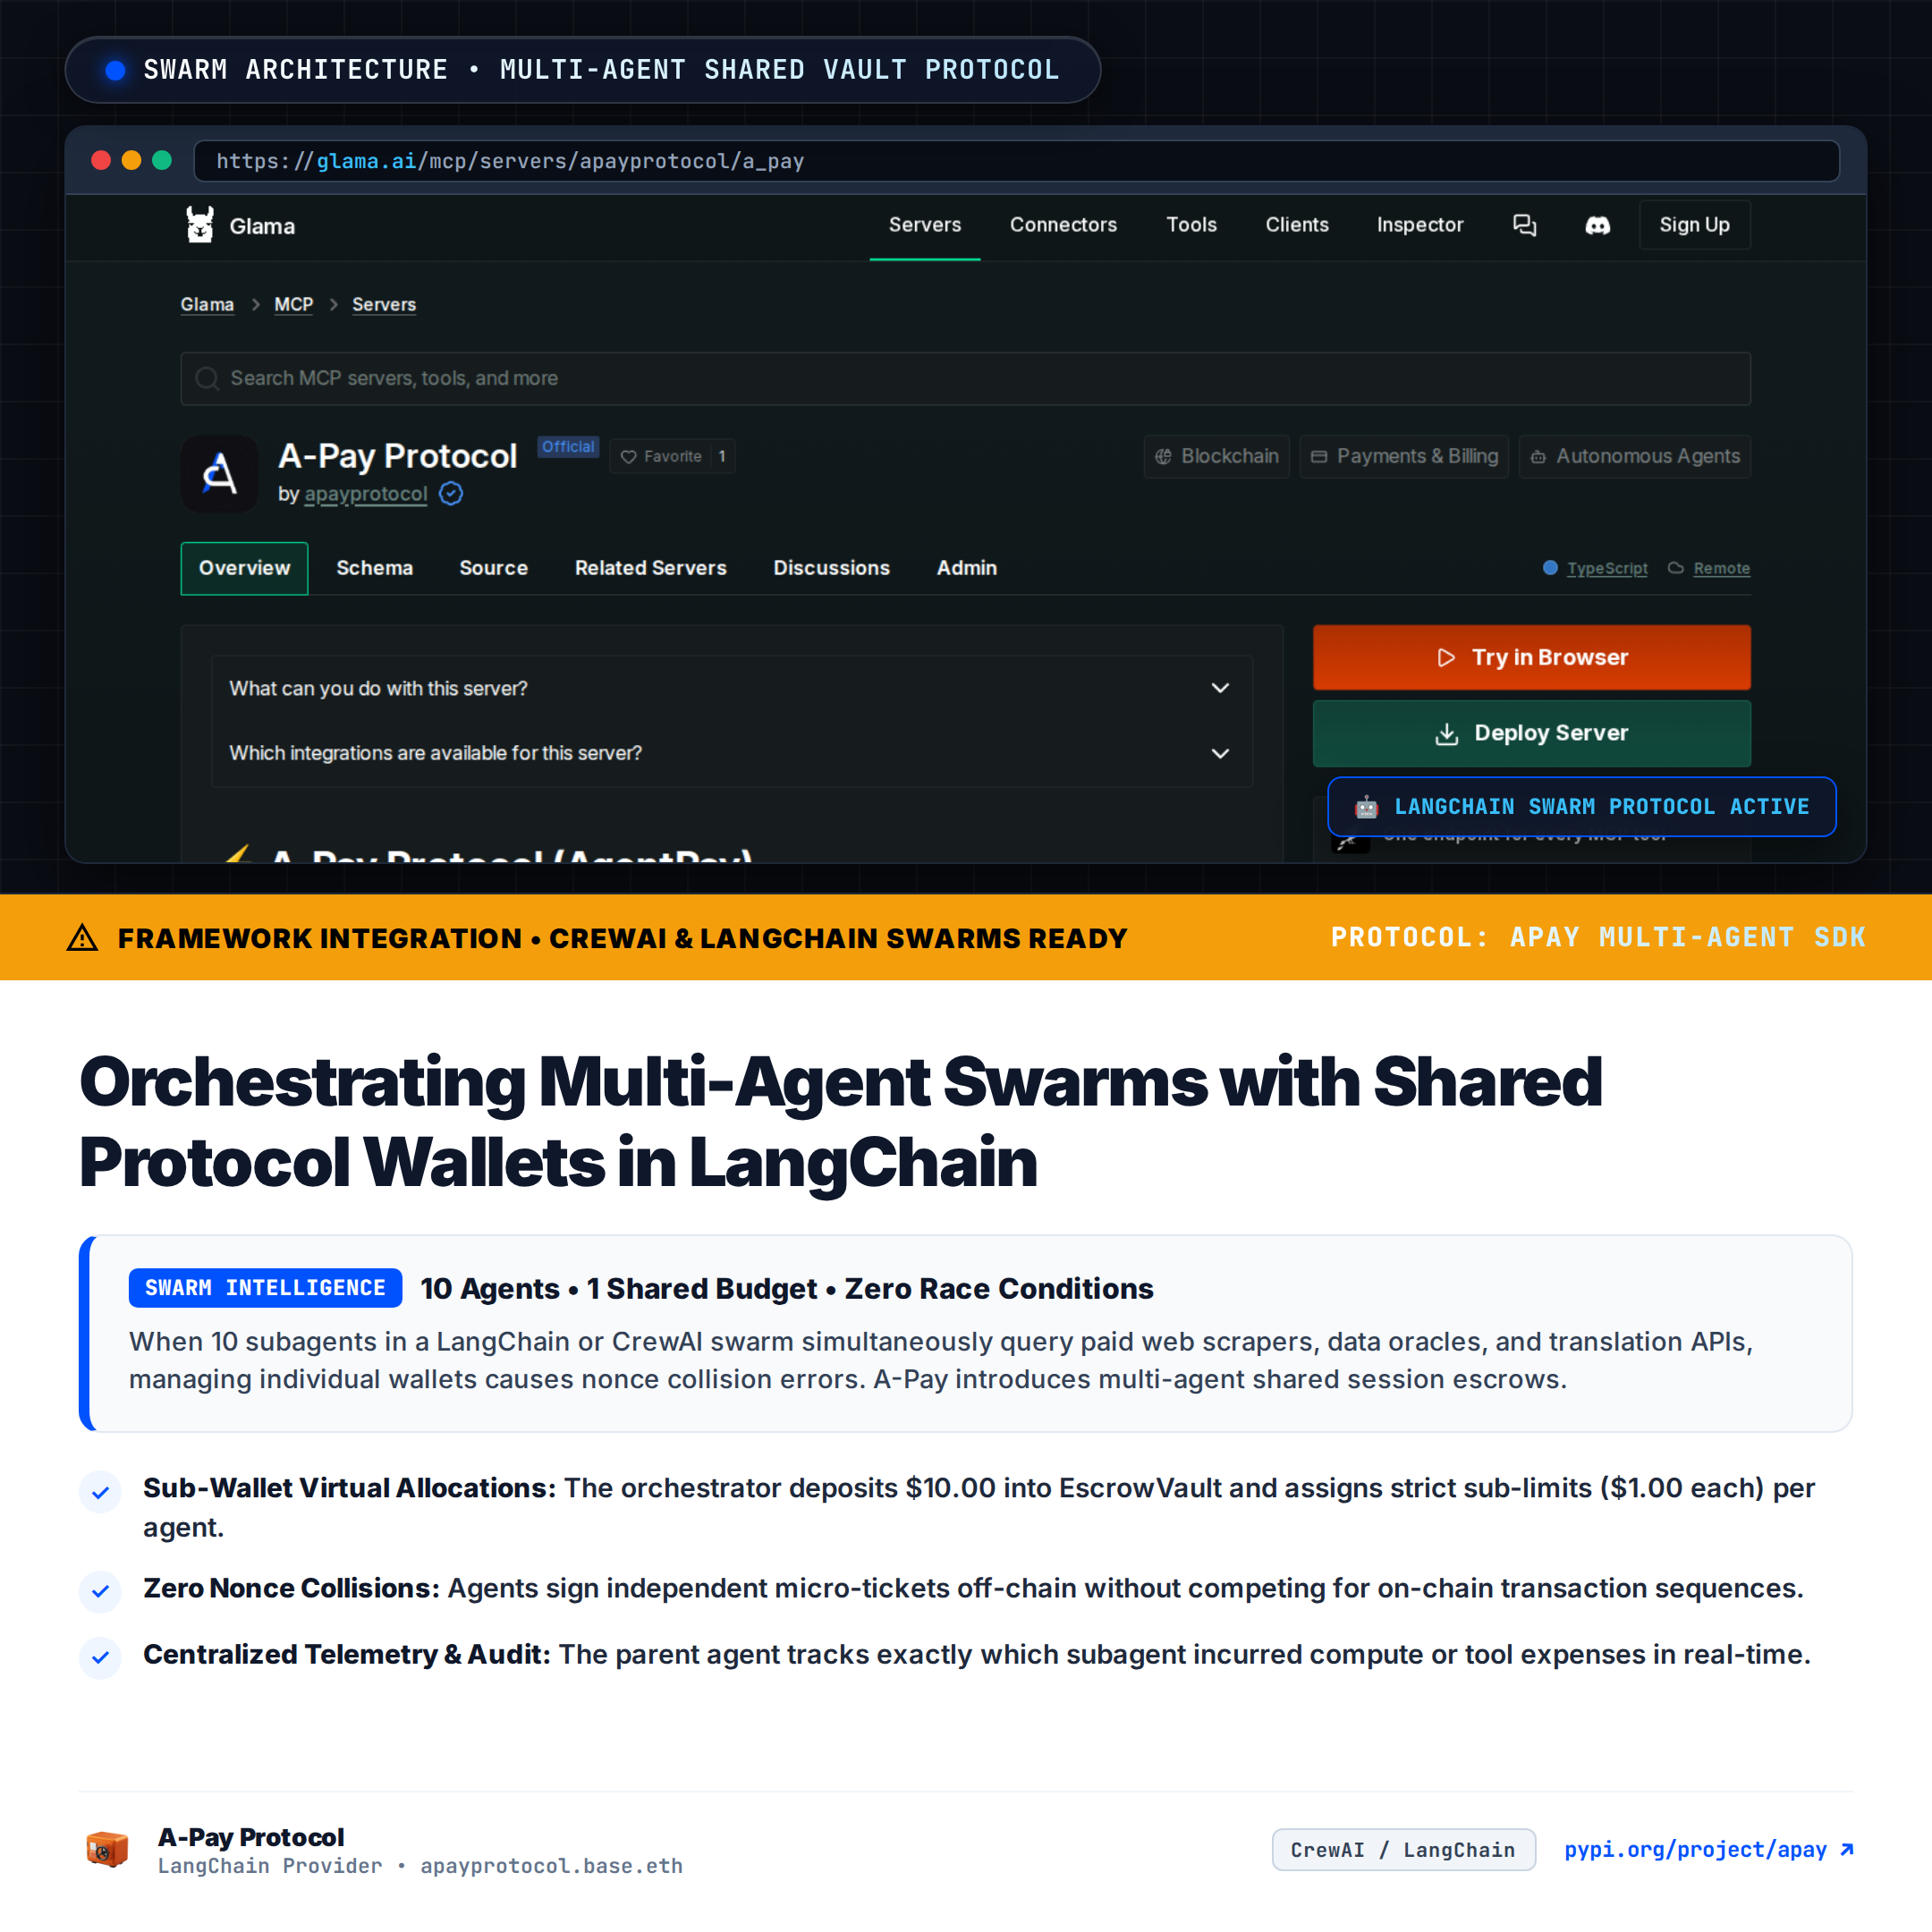 SWARM ARCHITECTURE • MULTI-AGENT SHARED VAULT PROTOCOL
https://glama.ai/mcp/servers/apayprotocol/a_pay
Glama
Servers
Connectors
Tools
Clients
Inspector
Sign Up
Glama > MCP > Servers
Search MCP servers, tools, and more
A-Pay Protocol
Official
Favorite 1
by apayprotocol
Blockchain
Payments & Billing
Autonomous Agents
Overview
Schema
Source
Related Servers
Discussions
Admin
TypeScript
Remote
What can you do with this server?
Which integrations are available for this server?
Try in Browser
Deploy Server
LANGCHAIN SWARM PROTOCOL ACTIVE
One endpoint for every MCP tool
A-Pay Protocol (AgentPay)
FRAMEWORK INTEGRATION • CREWAI & LANGCHAIN SWARMS READY
PROTOCOL: APAY MULTI-AGENT SDK
Orchestrating Multi-Agent Swarms with Shared
Protocol Wallets in LangChain
SWARM INTELLIGENCE
10 Agents • 1 Shared Budget • Zero Race Conditions
When 10 subagents in a LangChain or CrewAI swarm simultaneously query paid web scrapers, data oracles, and translation APIs,
managing individual wallets causes nonce collision errors. A-Pay introduces multi-agent shared session escrows.
Sub-Wallet Virtual Allocations: The orchestrator deposits $10.00 into EscrowVault and assigns strict sub-limits ($1.00 each) per
agent.
Zero Nonce Collisions: Agents sign independent micro-tickets off-chain without competing for on-chain transaction sequences.
Centralized Telemetry & Audit: The parent agent tracks exactly which subagent incurred compute or tool expenses in real-time.
A-Pay Protocol
LangChain Provider • apayprotocol.base.eth
CrewAI / LangChain
pypi.org/project/apay ↗